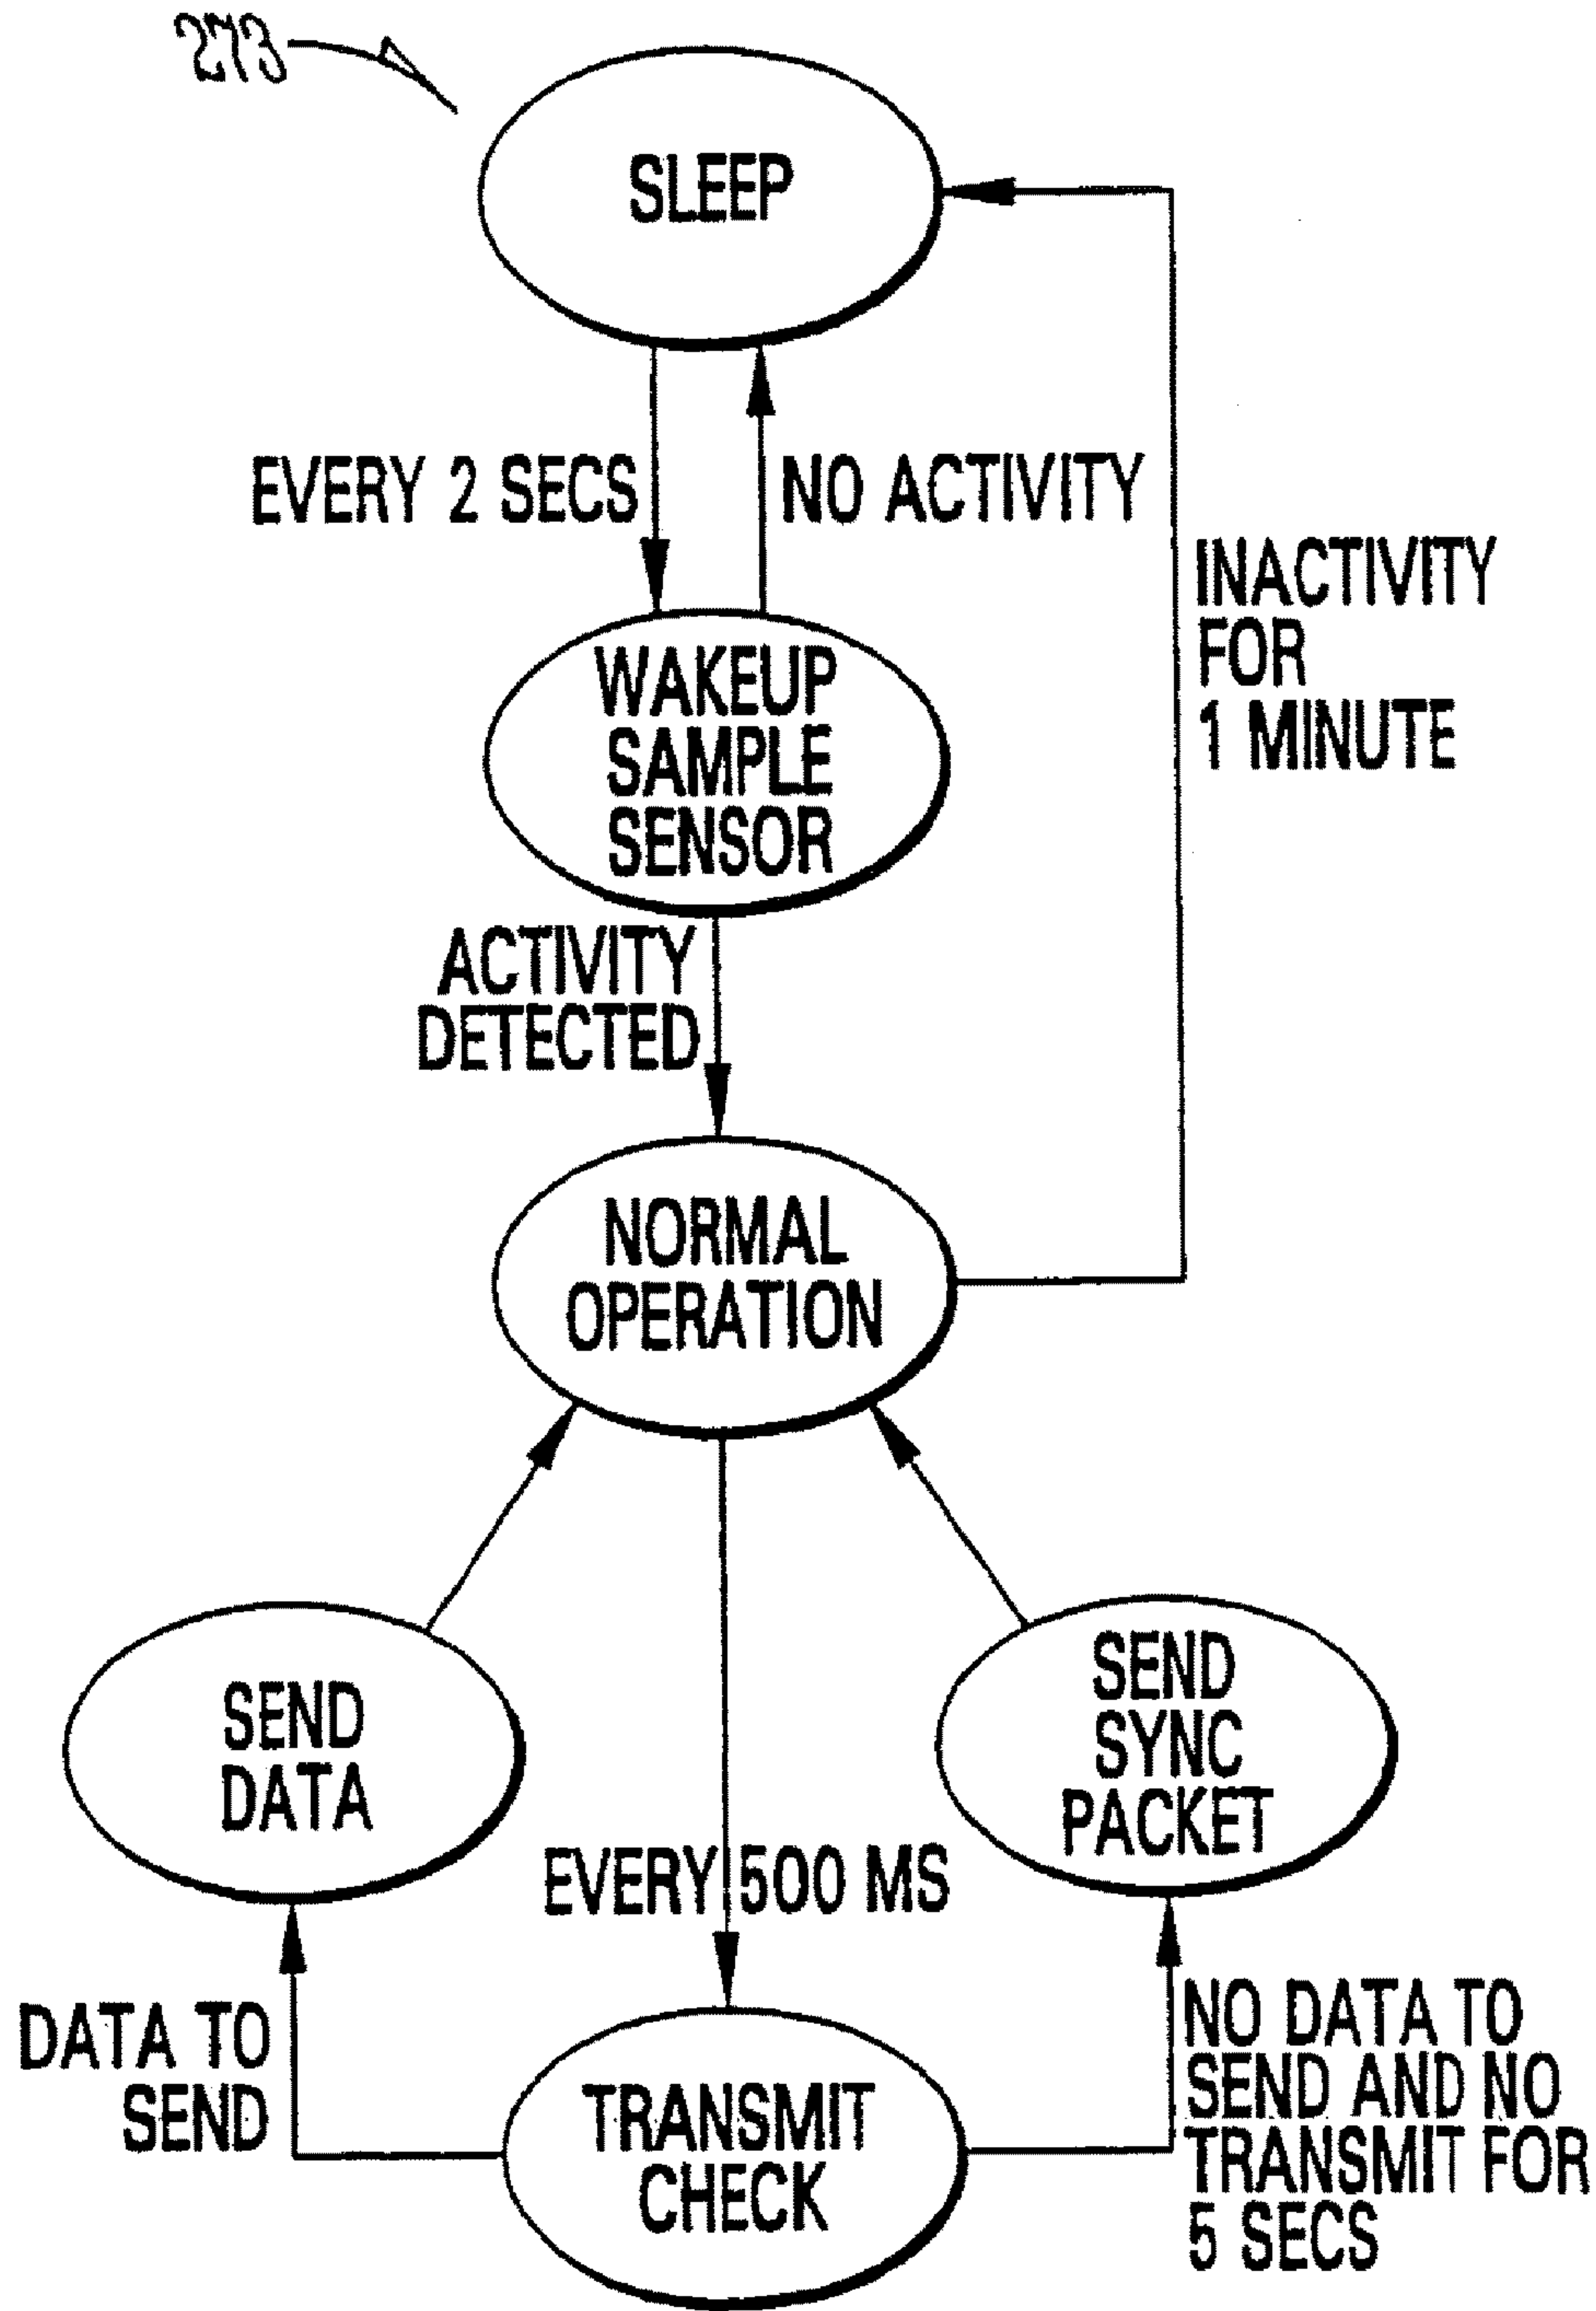 273
SLEEP
EVERY 2 SECS
NO ACTIVITY
INACTIVITY
FOR
1 MINUTE
WAKEUP
SAMPLE
SENSOR
ACTIVITY
DETECTED
NORMAL
OPERATION
SEND
DATA
SEND
SYNC
PACKET
EVERY 500 MS
DATA TO
SEND
NO DATA TO
SEND AND NO
TRANSMIT FOR
5 SECS
TRANSMIT
CHECK